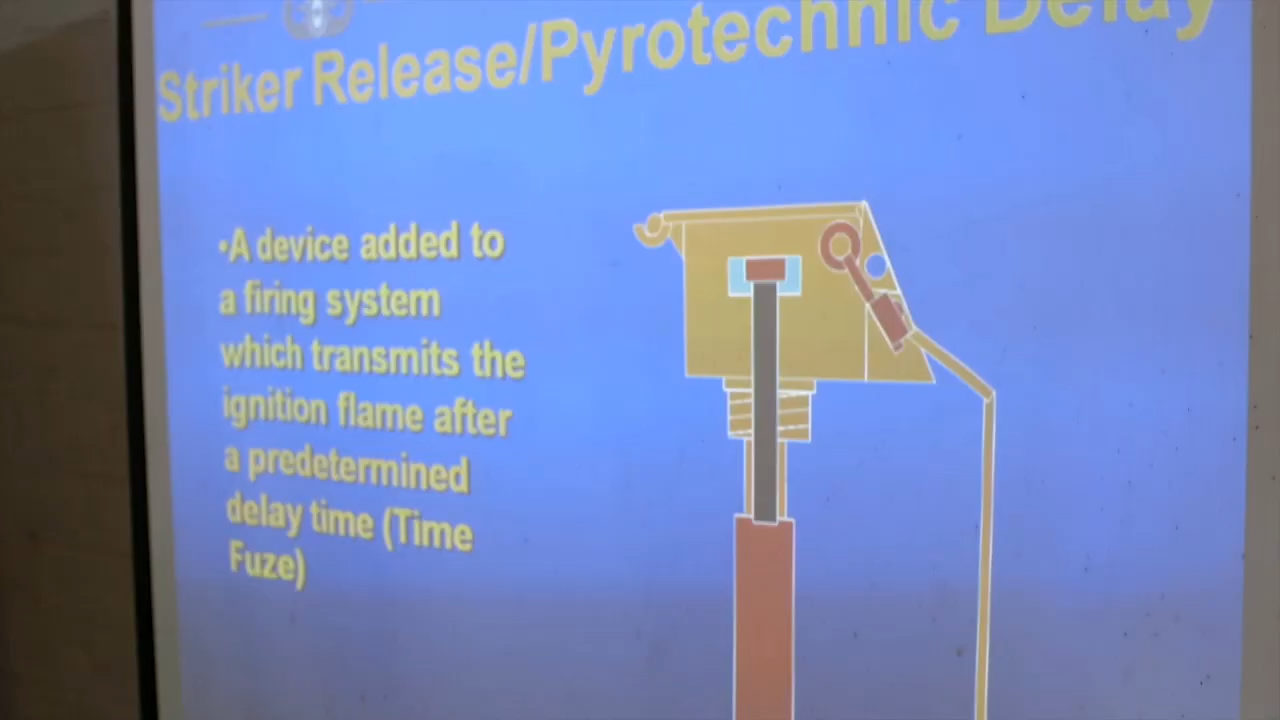 Striker Release/Pyrotechnic Delay
•A device added to
a firing system
which transmits the
ignition flame after
a predetermined
delay time (Time
Fuze)